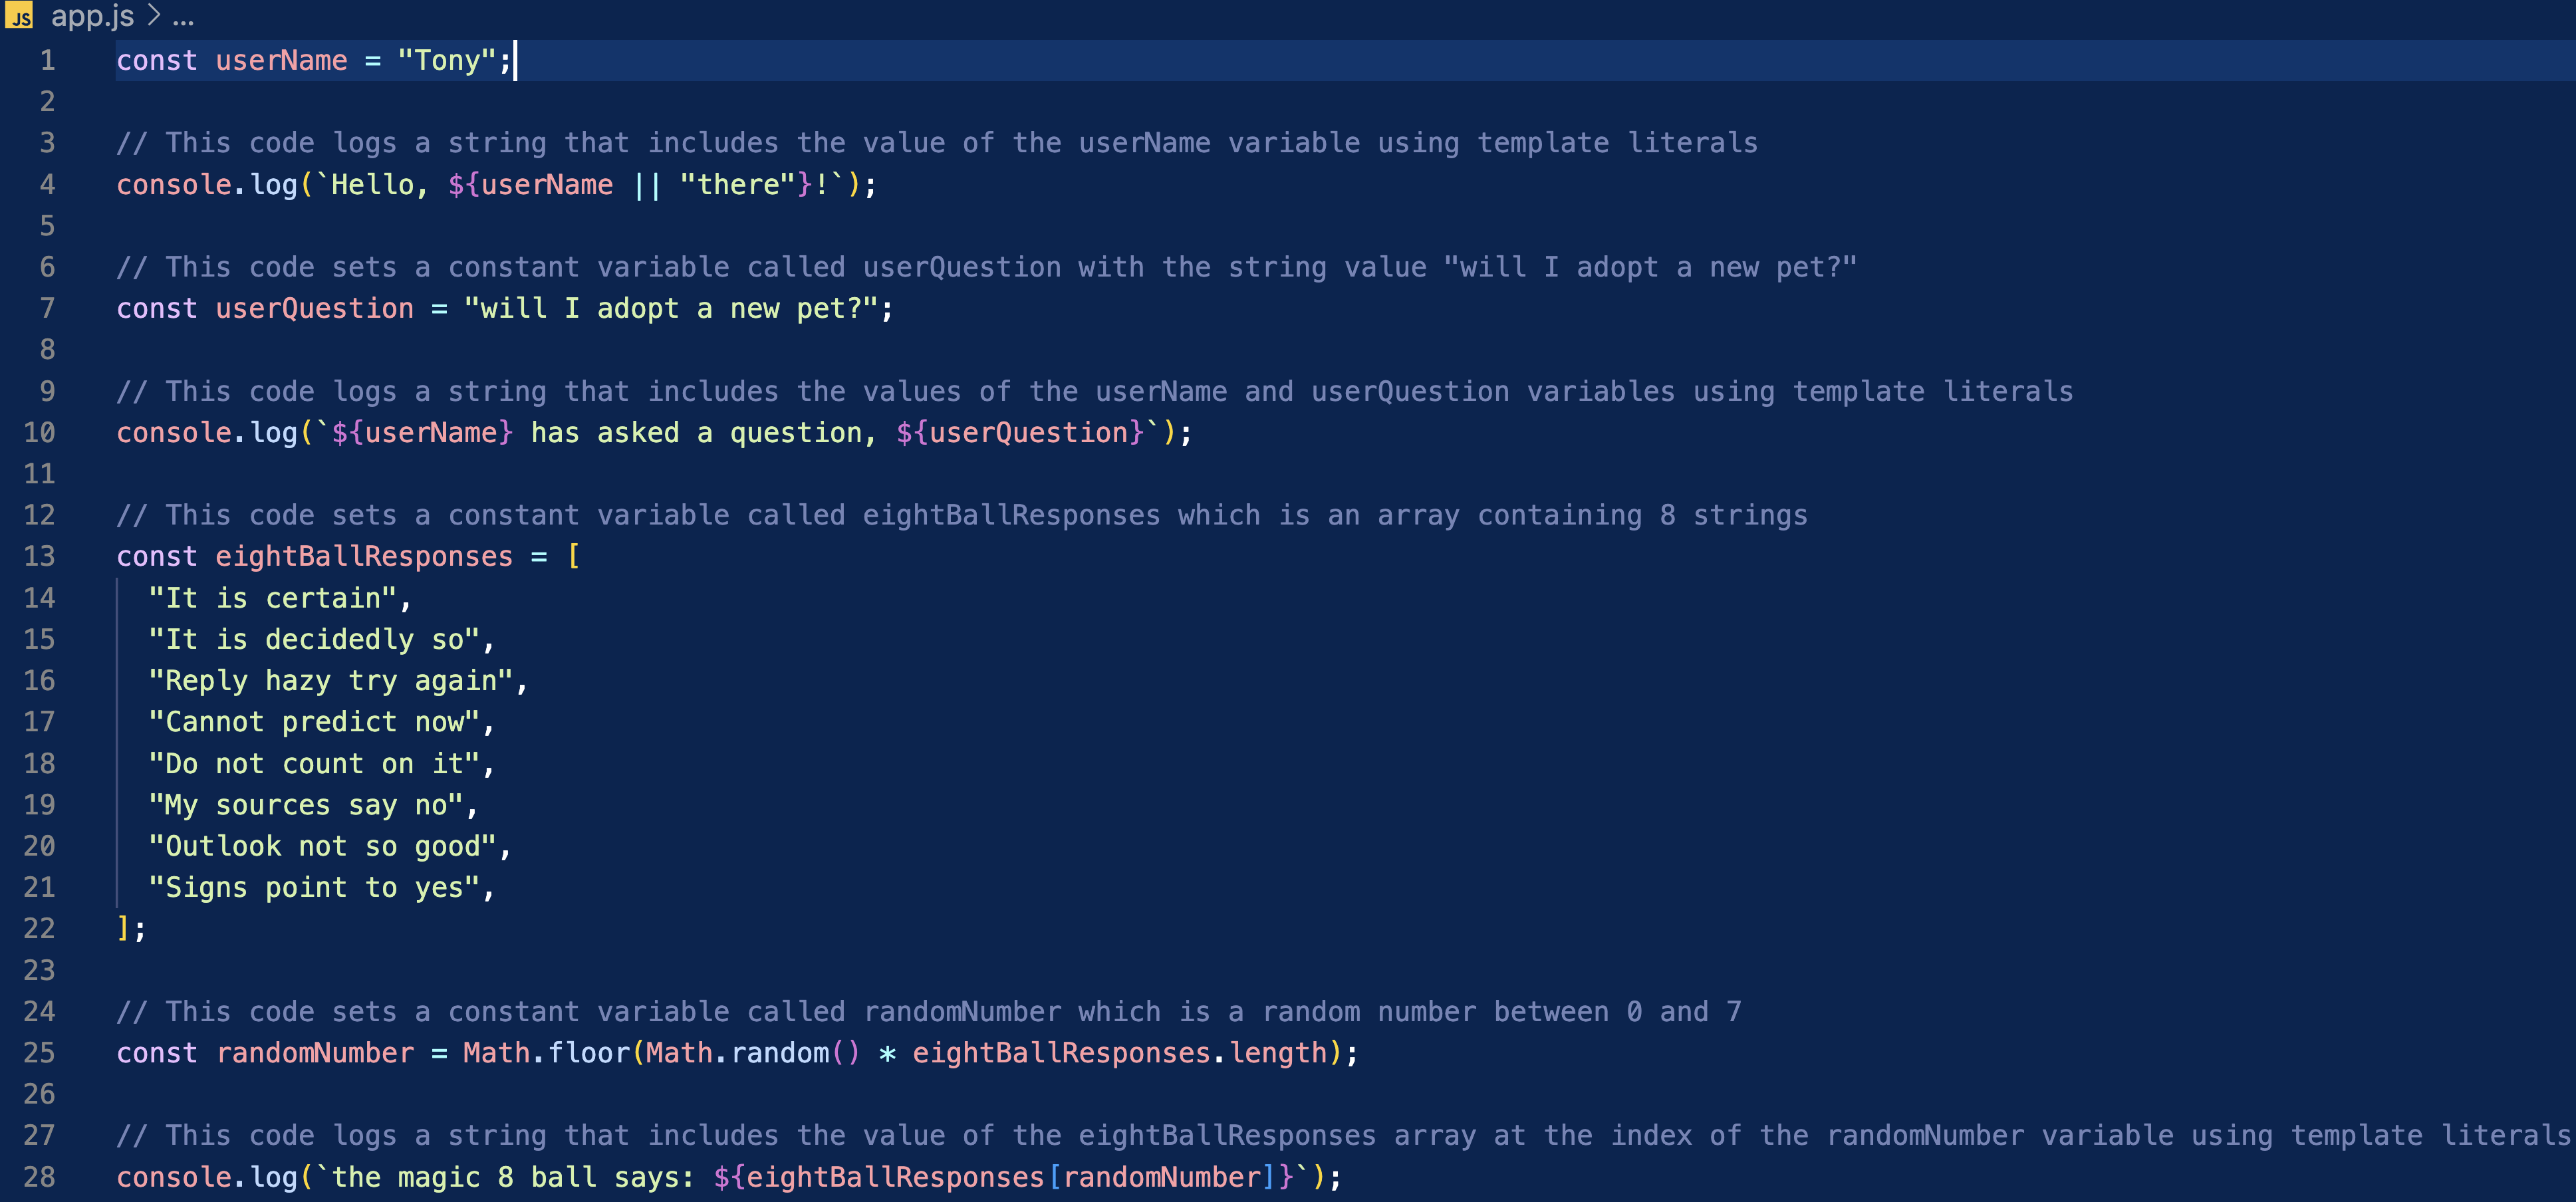 JS app.js > ...
1 const userName = "Tony";
2
3 // This code logs a string that includes the value of the userName variable using template literals
4 console.log(`Hello, ${userName || "there"}!`);
5
6 // This code sets a constant variable called userQuestion with the string value "will I adopt a new pet?"
7 const userQuestion = "will I adopt a new pet?";
8
9 // This code logs a string that includes the values of the userName and userQuestion variables using template literals
10 console.log(`${userName} has asked a question, ${userQuestion}`);
11
12 // This code sets a constant variable called eightBallResponses which is an array containing 8 strings
13 const eightBallResponses = [
14   "It is certain",
15   "It is decidedly so",
16   "Reply hazy try again",
17   "Cannot predict now",
18   "Do not count on it",
19   "My sources say no",
20   "Outlook not so good",
21   "Signs point to yes",
22 ];
23
24 // This code sets a constant variable called randomNumber which is a random number between 0 and 7
25 const randomNumber = Math.floor(Math.random() * eightBallResponses.length);
26
27 // This code logs a string that includes the value of the eightBallResponses array at the index of the randomNumber variable using template literals
28 console.log(`the magic 8 ball says: ${eightBallResponses[randomNumber]}`);